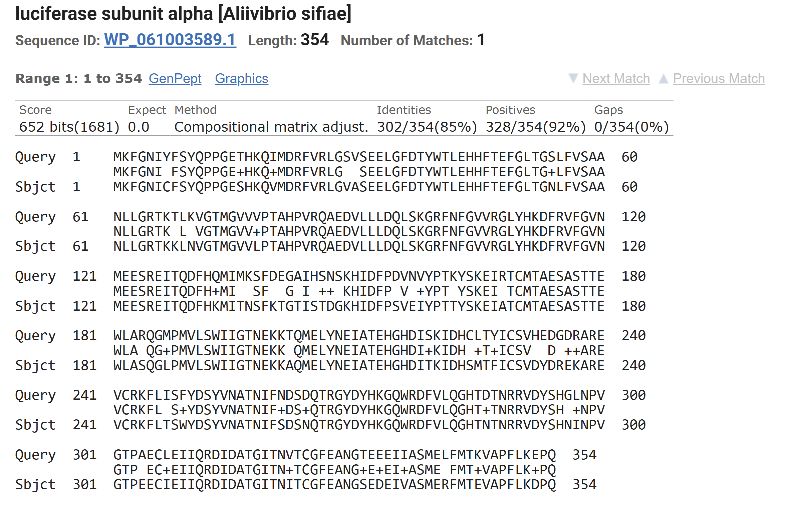 luciferase subunit alpha [Aliivibrio sifiae]
Sequence ID: WP_061003589.1 Length: 354 Number of Matches: 1
Range 1: 1 to 354 GenPept Graphics ▼ Next Match ▲ Previous Match
Score Expect Method Identities Positives Gaps
652 bits(1681) 0.0 Compositional matrix adjust. 302/354(85%) 328/354(92%) 0/354(0%)
Query 1 MKFGNIYFSYQPPGETHKQIMDRFVRLGSVSEELGFDTYWTLEHHFTEFGLTGSLFVSAA 60
MKFGNI FSYQPPGE+HKQ+MDRFVRLG  SEELGFDTYWTLEHHFTEFGLTG+LFVSAA
Sbjct 1 MKFGNICFSYQPPGESHKQVMDRFVRLGVASEELGFDTYWTLEHHFTEFGLTGNLFVSAA 60
Query 61 NLLGRTKTLKVGTMGVVVPTAHPVRQAEDVLLLDQLSKGRFNFGVVRGLYHKDFRVFGVN 120
NLLGRTK L VGTMGVV+PTAHPVRQAEDVLLLDQLSKGRFNFGVVRGLYHKDFRVFGVN
Sbjct 61 NLLGRTKKLNVGTMGVVLPTAHPVRQAEDVLLLDQLSKGRFNFGVVRGLYHKDFRVFGVN 120
Query 121 MEESREITQDFHQMIMKSFDEGAIHSNSKHIDFPDVNVYPTKYSKEIRTCMTAESASTTE 180
MEESREITQDFH+MI  SF  G I ++ KHIDFP V +YPT YSKEI TCMTAESASTTE
Sbjct 121 MEESREITQDFHKMITNSFKTGTISTDGKHIDFPSVEIYPTTYSKEIATCMTAESASTTE 180
Query 181 WLARQGMPMVLSWIIGTNEKKTQMELYNEIATEHGHDISKIDHCLTYICSVHEDGDRARE 240
WLA QG+PMVLSWIIGTNEKK QMELYNEIATEHGHDI+KIDH +T+ICSV  D ++ARE
Sbjct 181 WLASQGLPMVLSWIIGTNEKKAQMELYNEIATEHGHDITKIDHSMTFICSVDYDREKARE 240
Query 241 VCRKFLISFYDSYVNATNIFNDSDQTRGYDYHKGQWRDFVLQGHTDTNRRVDYSHGLNPV 300
VCRKFL S+YDSYVNATNIF+DS+QTRGYDYHKGQWRDFVLQGHT+TNRRVDYSH +NPV
Sbjct 241 VCRKFLTSWYDSYVNATNIFSDSNQTRGYDYHKGQWRDFVLQGHTNTNRRVDYSHNINPV 300
Query 301 GTPAECLEIIQRDIDATGITNVTCGFEANGTEEEIIASMELFMTKVAPFLKEPQ 354
GTP EC+EIIQRDIDATGITN+TCGFEANG+E+EI+ASME FMT+VAPFLK+PQ
Sbjct 301 GTPEECIEIIQRDIDATGITNITCGFEANGSEDEIVASMERFMTEVAPFLKDPQ 354